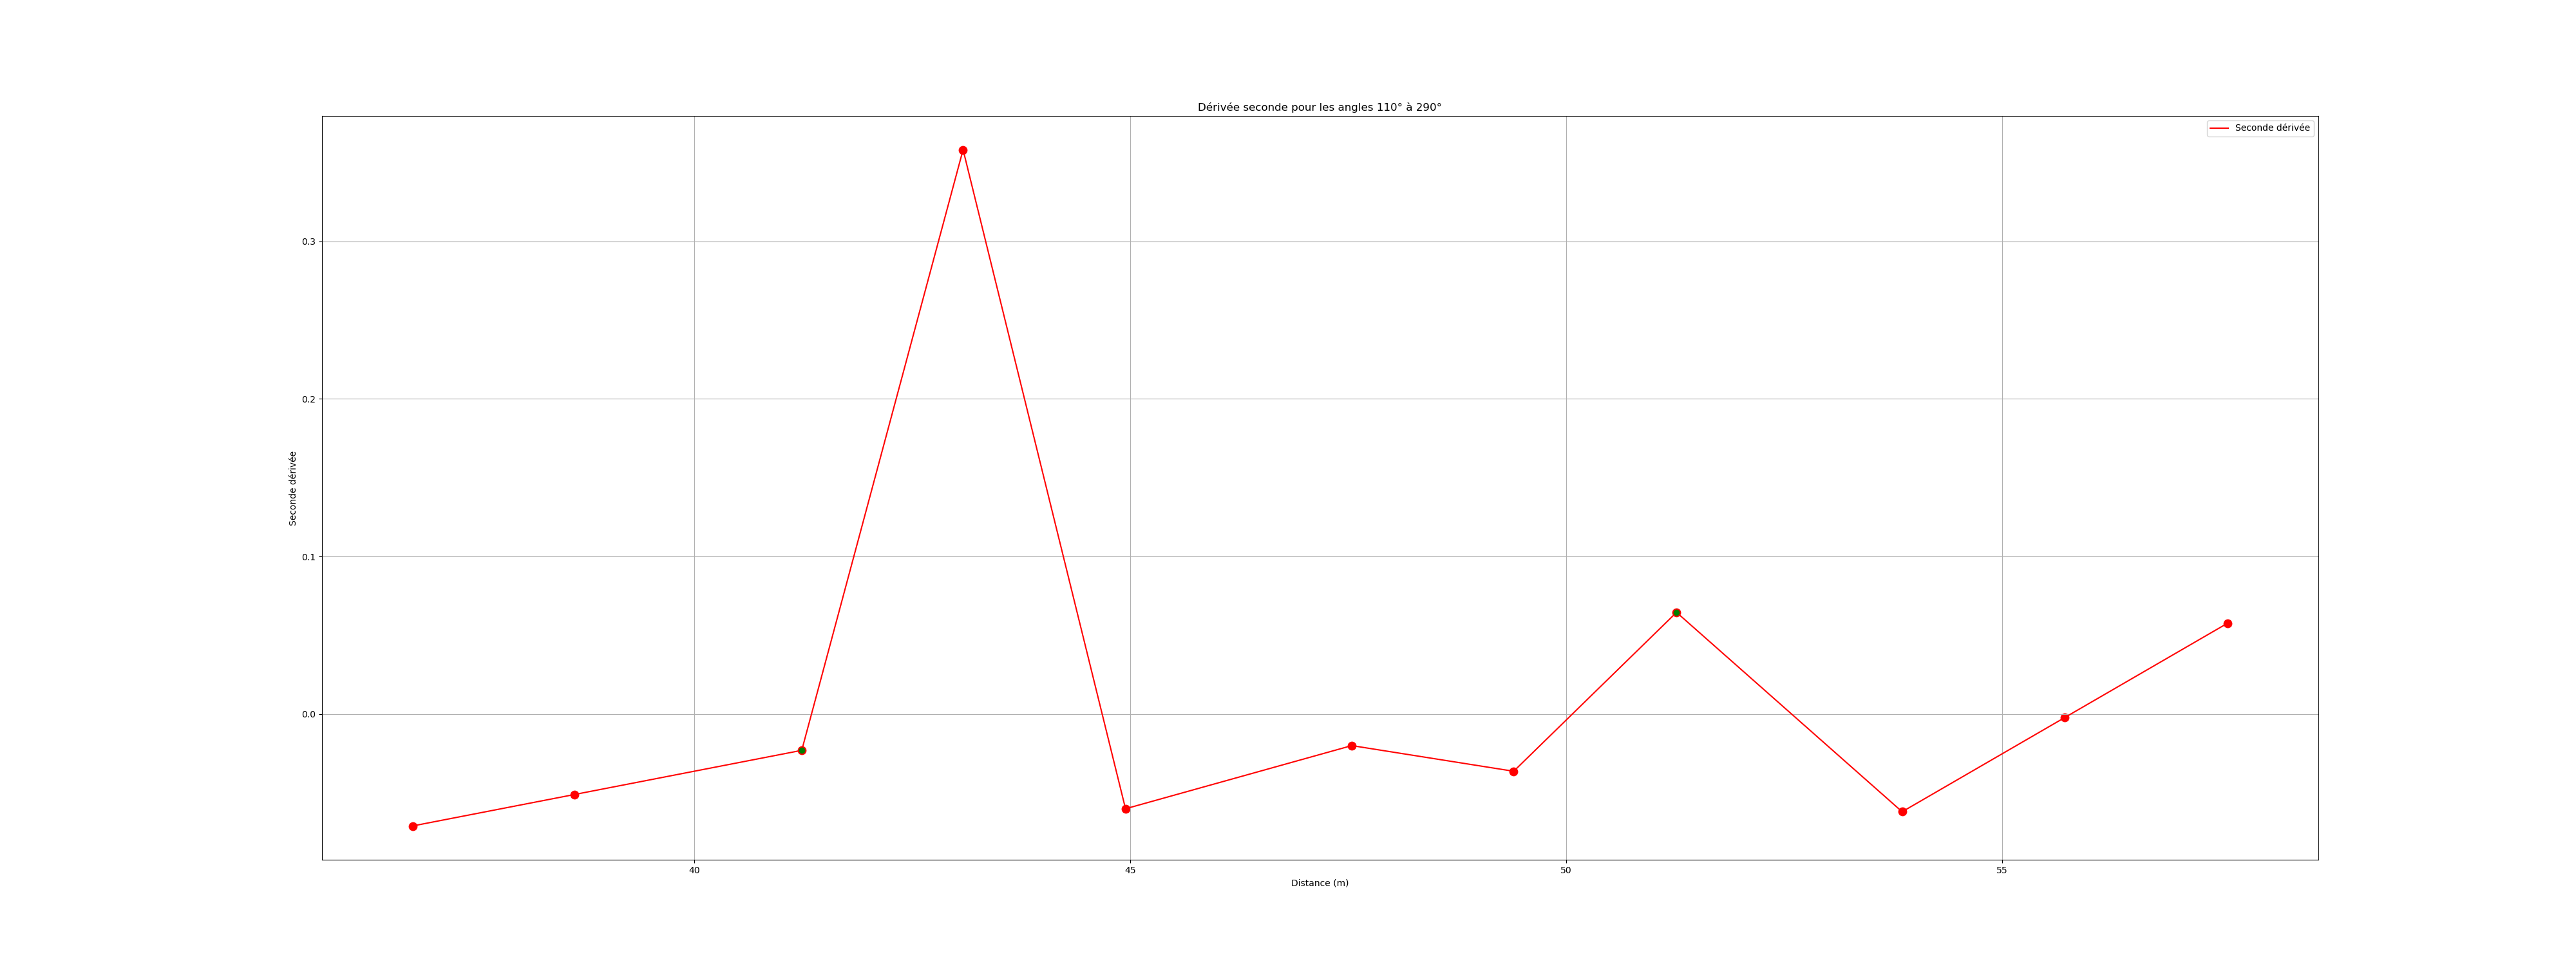 Dérivée seconde pour les angles 110° à 290°
Seconde dérivée
0.3
0.2
0.1
0.0
Seconde dérivée
40
45
50
55
Distance (m)